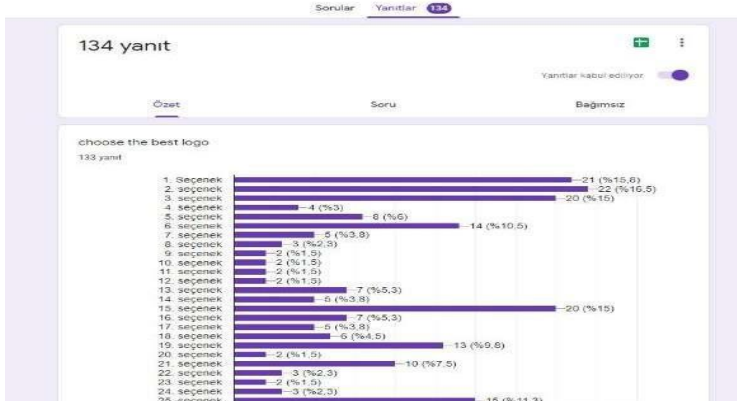 Sorular Yanıtlar 134
134 yanıt
Yanıtlar kabul ediliyor
Özet Soru Bağımsız
choose the best logo
133 yanıt
1. Seçenek 21 (%15,8)
2. seçenek 22 (%16,5)
3. seçenek 20 (%15)
4. seçenek 4 (%3)
5. seçenek 8 (%6)
6. seçenek 14 (%10,5)
7. seçenek 5 (%3,8)
8. seçenek 3 (%2,3)
9. seçenek 2 (%1,5)
10. seçenek 2 (%1,5)
11. seçenek 2 (%1,5)
12. seçenek 2 (%1,5)
13. seçenek 7 (%5,3)
14. seçenek 5 (%3,8)
15. seçenek 20 (%15)
16. seçenek 7 (%5,3)
17. seçenek 5 (%3,8)
18. seçenek 6 (%4,5)
19. seçenek 13 (%9,8)
20. seçenek 2 (%1,5)
21. seçenek 10 (%7,5)
22. seçenek 3 (%2,3)
23. seçenek 2 (%1,5)
24. seçenek 3 (%2,3)
25. seçenek 15 (%11,3)